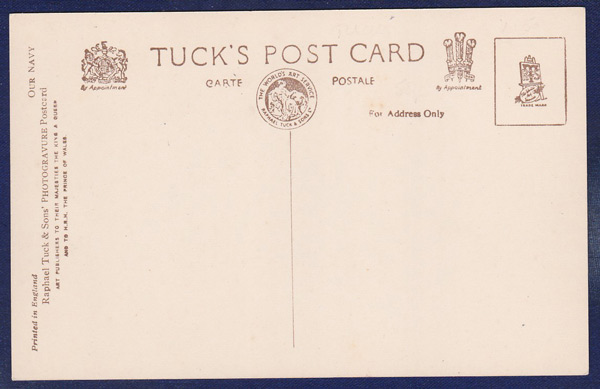 TUCK'S POST CARD
CARTE POSTALE
By Appointment
By Appointment
THE WORLD'S ART SERVICE
RAPHAEL TUCK & SONS LD
For Address Only
TRADE MARK
OUR NAVY
Printed in England
Raphael Tuck & Sons' PHOTOGRAVURE Postcard
ART PUBLISHERS TO THEIR MAJESTIES THE KING & QUEEN
AND TO H.R.H. THE PRINCE OF WALES.